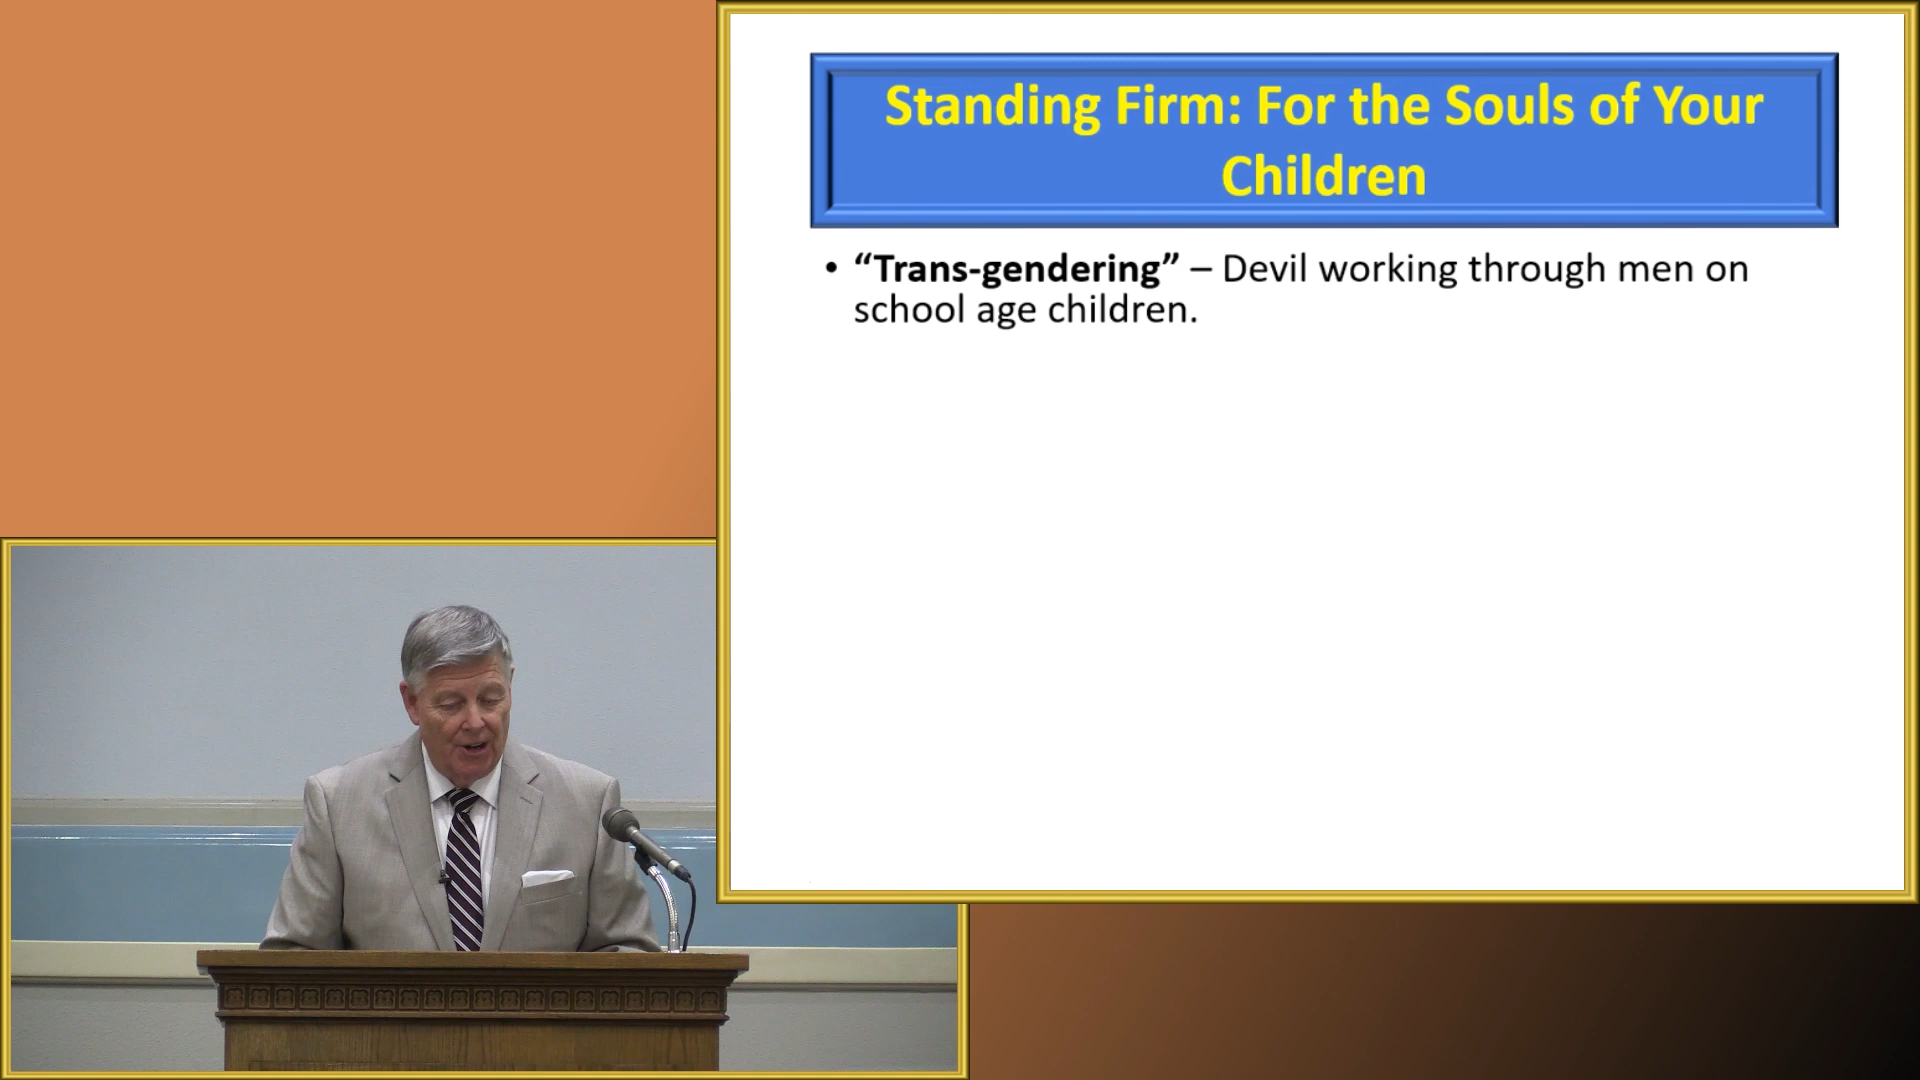 Standing Firm: For the Souls of Your
Children
• “Trans-gendering” – Devil working through men on
school age children.